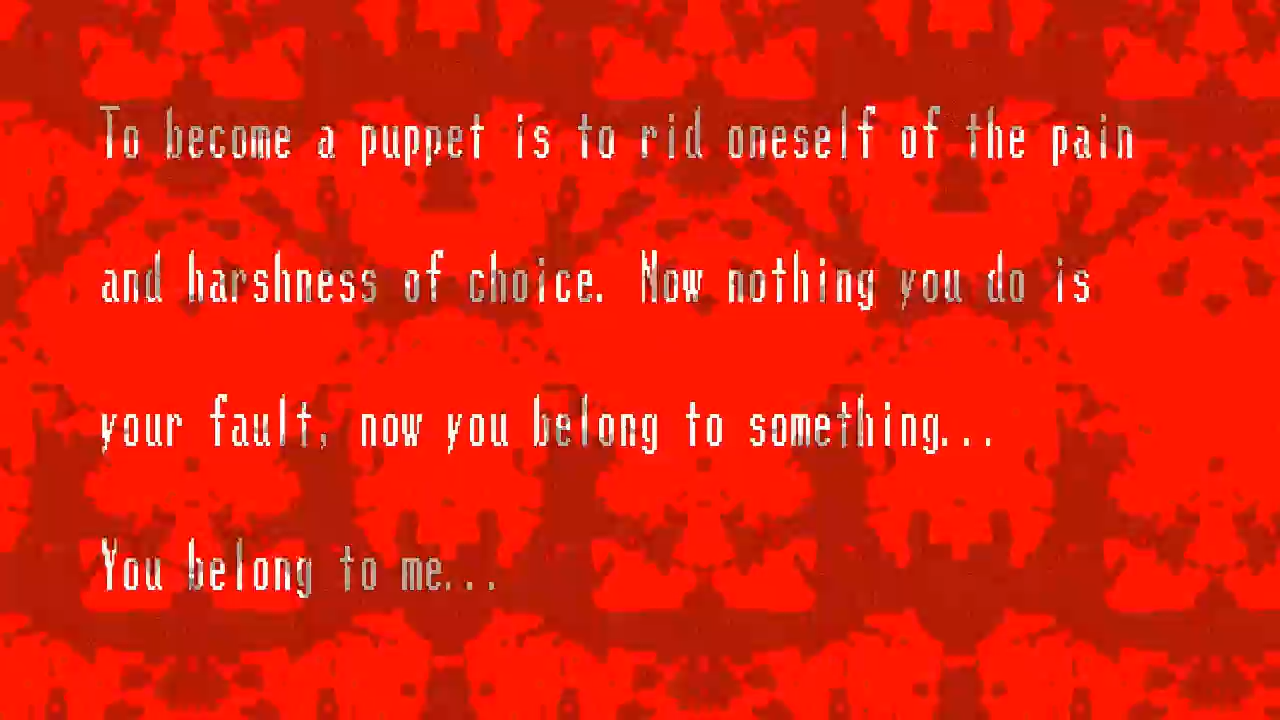 To become a puppet is to rid oneself of the pain
and harshness of choice. Now nothing you do is
your fault, now you belong to something...
You belong to me...